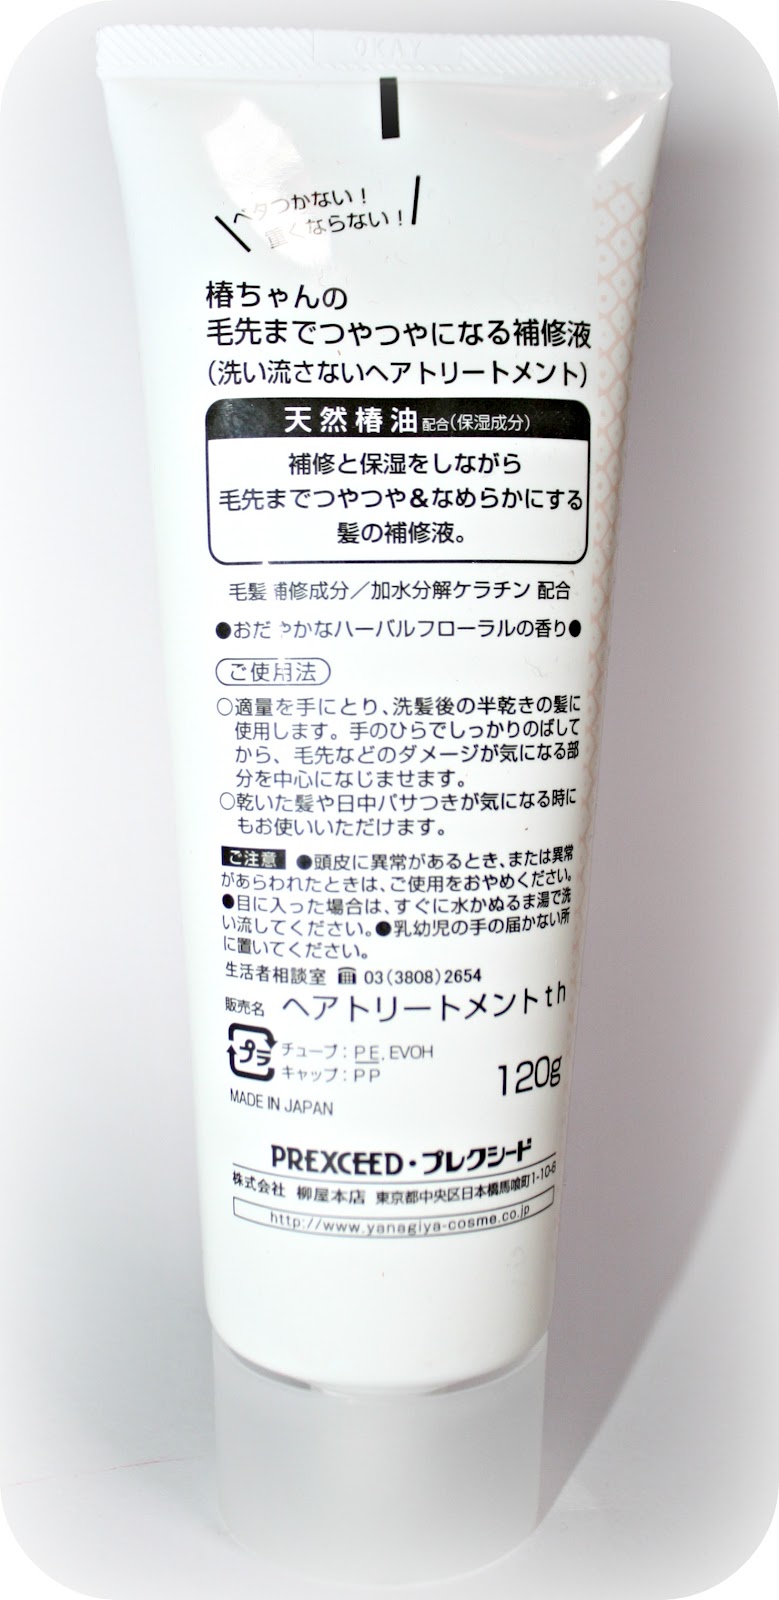 OKAY
ベタつかない！
重くならない！
椿ちゃんの
毛先までつやつやになる補修液
（洗い流さないヘアトリートメント）
天然椿油配合（保湿成分）
補修と保湿をしながら
毛先までつやつや＆なめらかにする
髪の補修液。
毛髪補修成分／加水分解ケラチン 配合
●おだやかなハーバルフローラルの香り●
ご使用法
○適量を手にとり、洗髪後の半乾きの髪に
使用します。手のひらでしっかりのばして
から、毛先などのダメージが気になる部
分を中心になじませます。
○乾いた髪や日中パサつきが気になる時に
もお使いいただけます。
ご注意 ●頭皮に異常があるとき、または異常
があらわれたときは、ご使用をおやめください。
●目に入った場合は、すぐに水かぬるま湯で洗
い流してください。●乳幼児の手の届かない所
に置いてください。
生活者相談室 ☎ 03(3808)2654
販売名 ヘアトリートメントth
プラ チューブ：PE, EVOH
キャップ：PP
120g
MADE IN JAPAN
PREXCEED・プレクシード
株式会社 柳屋本店 東京都中央区日本橋馬喰町1-10-6
http://www.yanagiya-cosme.co.jp